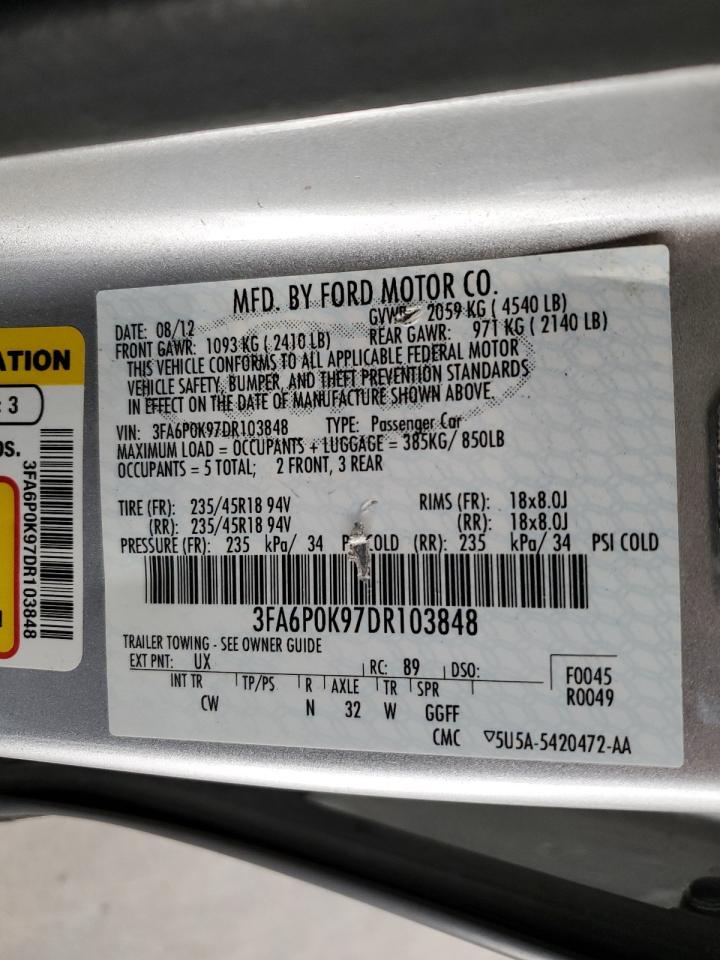 MFD. BY FORD MOTOR CO.
DATE: 08/12 GVWR: 2059 KG ( 4540 LB)
FRONT GAWR: 1093 KG ( 2410 LB) REAR GAWR: 971 KG ( 2140 LB)
THIS VEHICLE CONFORMS TO ALL APPLICABLE FEDERAL MOTOR
VEHICLE SAFETY, BUMPER, AND THEFT PREVENTION STANDARDS
IN EFFECT ON THE DATE OF MANUFACTURE SHOWN ABOVE.
VIN: 3FA6P0K97DR103848 TYPE: Passenger Car
MAXIMUM LOAD = OCCUPANTS + LUGGAGE = 385KG/ 850LB
OCCUPANTS = 5 TOTAL; 2 FRONT, 3 REAR
TIRE (FR): 235/45R18 94V RIMS (FR): 18x8.0J
(RR): 235/45R18 94V (RR): 18x8.0J
PRESSURE (FR): 235 kPa/ 34 PSI COLD (RR): 235 kPa/ 34 PSI COLD
3FA6P0K97DR103848
TRAILER TOWING - SEE OWNER GUIDE
EXT PNT: UX RC: 89 DSO: F0045
INT TR TP/PS R AXLE TR SPR R0049
CW N 32 W GGFF
CMC ▽5U5A-5420472-AA
ATION
: 3
3FA6P0K97DR103848